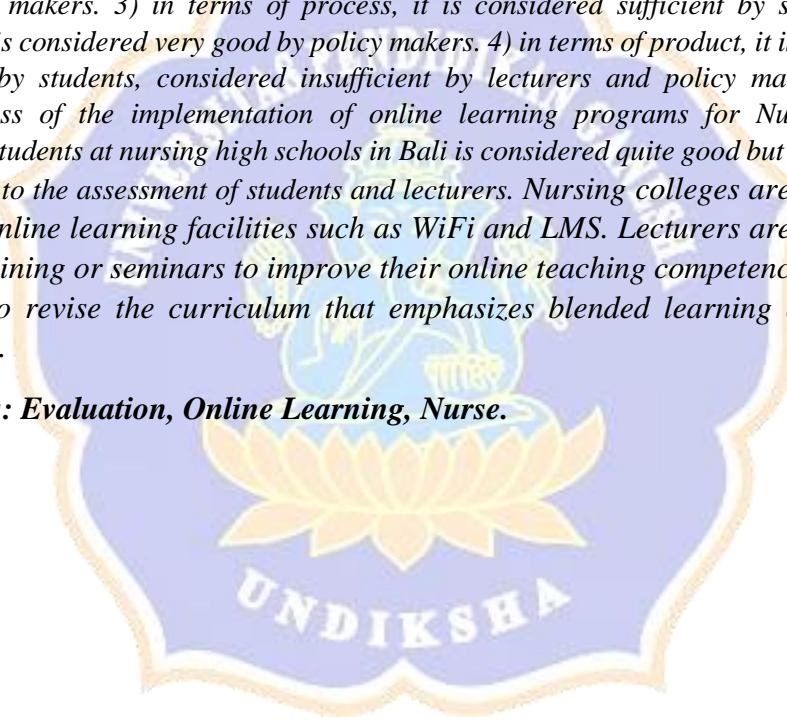 makers. 3) in terms of process, it is considered sufficient by s
is considered very good by policy makers. 4) in terms of product, it i
by students, considered insufficient by lecturers and policy ma
ss of the implementation of online learning programs for Nu
tudents at nursing high schools in Bali is considered quite good but
to the assessment of students and lecturers. Nursing colleges are
nline learning facilities such as WiFi and LMS. Lecturers are
ining or seminars to improve their online teaching competenc
o revise the curriculum that emphasizes blended learning
.
: Evaluation, Online Learning, Nurse.
UNIVERSITAS PENDIDIKAN GANESHA
UNDIKSHA